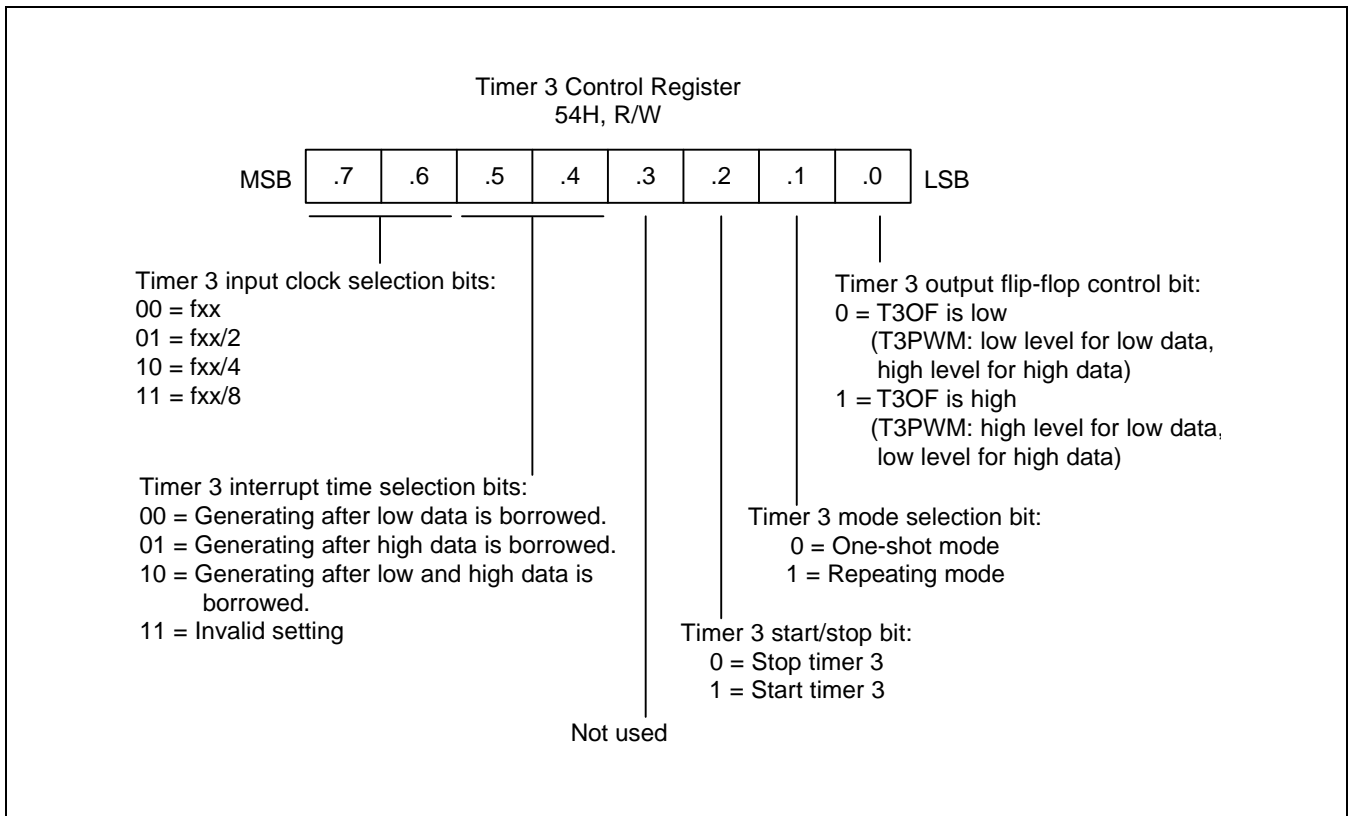 Timer 3 Control Register
54H, R/W
MSB .7 .6 .5 .4 .3 .2 .1 .0 LSB
Timer 3 input clock selection bits:
00 = fxx
01 = fxx/2
10 = fxx/4
11 = fxx/8
Timer 3 output flip-flop control bit:
0 = T3OF is low
(T3PWM: low level for low data,
high level for high data)
1 = T3OF is high
(T3PWM: high level for low data,
low level for high data)
Timer 3 interrupt time selection bits:
00 = Generating after low data is borrowed.
01 = Generating after high data is borrowed.
10 = Generating after low and high data is
borrowed.
11 = Invalid setting
Timer 3 mode selection bit:
0 = One-shot mode
1 = Repeating mode
Timer 3 start/stop bit:
0 = Stop timer 3
1 = Start timer 3
Not used